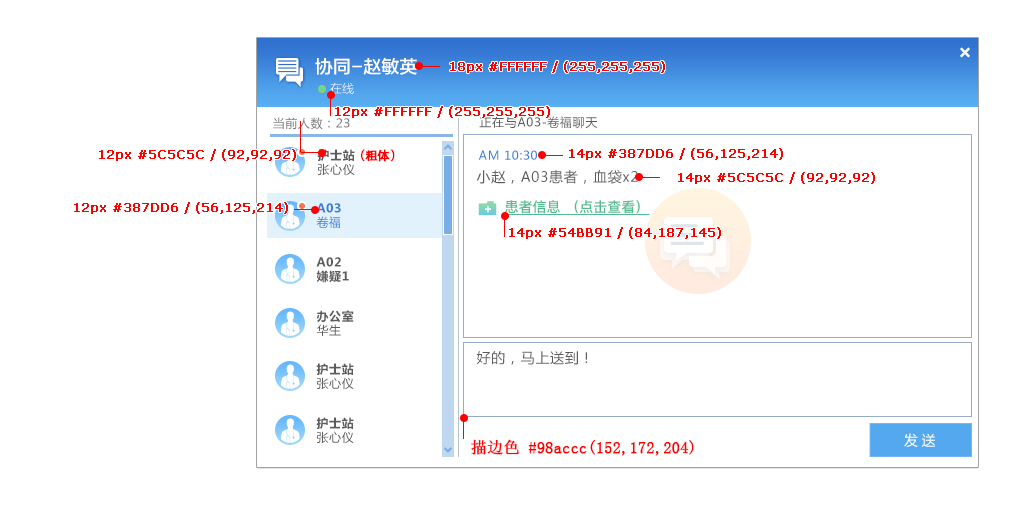 协同-赵敏英
18px #FFFFFF / (255,255,255)
在线
12px #FFFFFF / (255,255,255)
当前人数：23
正在与A03-卷福聊天
12px #5C5C5C / (92,92,92)
护士站 (粗体)
张心仪
AM 10:30
14px #387DD6 / (56,125,214)
小赵，A03患者，血袋x2
14px #5C5C5C / (92,92,92)
12px #387DD6 / (56,125,214)
A03
卷福
患者信息 （点击查看）
14px #54BB91 / (84,187,145)
A02
嫌疑1
办公室
华生
护士站
张心仪
好的，马上送到！
护士站
张心仪
描边色 #98accc(152,172,204)
发送